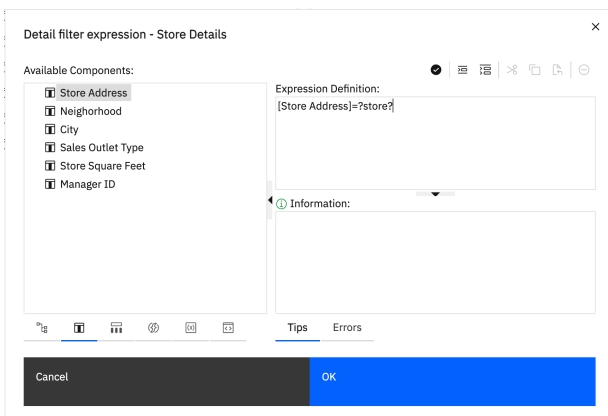 Detail filter expression - Store Details
Available Components:
Store Address
Neighorhood
City
Sales Outlet Type
Store Square Feet
Manager ID
Expression Definition:
[Store Address]=?store?
Information:
Tips Errors
Cancel OK